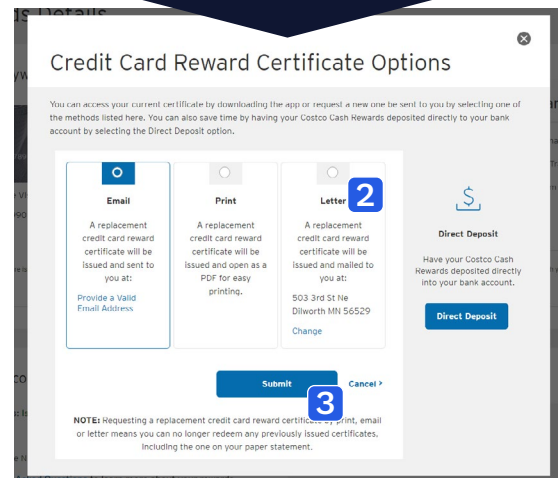 ds Details
Credit Card Reward Certificate Options
You can access your current certificate by downloading the app or request a new one be sent to you by selecting one of
the methods listed here. You can also save time by having your Costco Cash Rewards deposited directly to your bank
account by selecting the Direct Deposit option.
Email
A replacement
credit card reward
certificate will be
issued and sent to
you at:
Provide a Valid
Email Address
Print
A replacement
credit card reward
certificate will be
issued and open as a
PDF for easy
printing.
Letter
2
A replacement
credit card reward
certificate will be
issued and mailed to
you at:
503 3rd St Ne
Dilworth MN 56529
Change
$
Direct Deposit
Have your Costco Cash
Rewards deposited directly
into your bank account.
Direct Deposit
Submit
3
Cancel >
NOTE: Requesting a replacement credit card reward certificate by print, email
or letter means you can no longer redeem any previously issued certificates,
including the one on your paper statement.